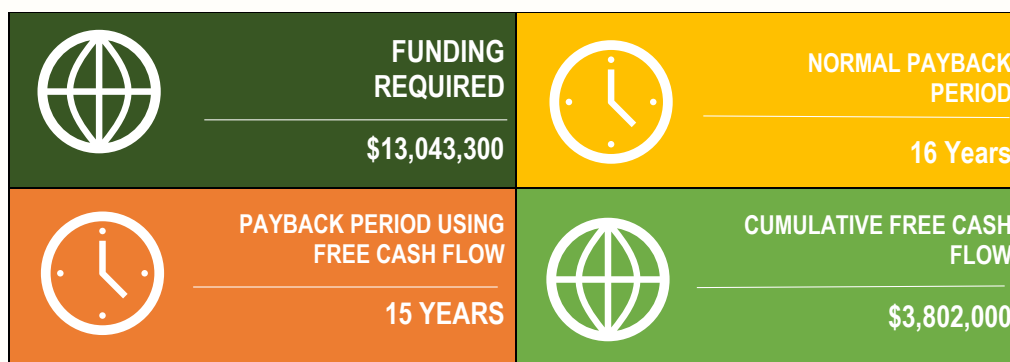 FUNDING
REQUIRED
$13,043,300
NORMAL PAYBACK
PERIOD
16 Years
PAYBACK PERIOD USING
FREE CASH FLOW
15 YEARS
CUMULATIVE FREE CASH
FLOW
$3,802,000